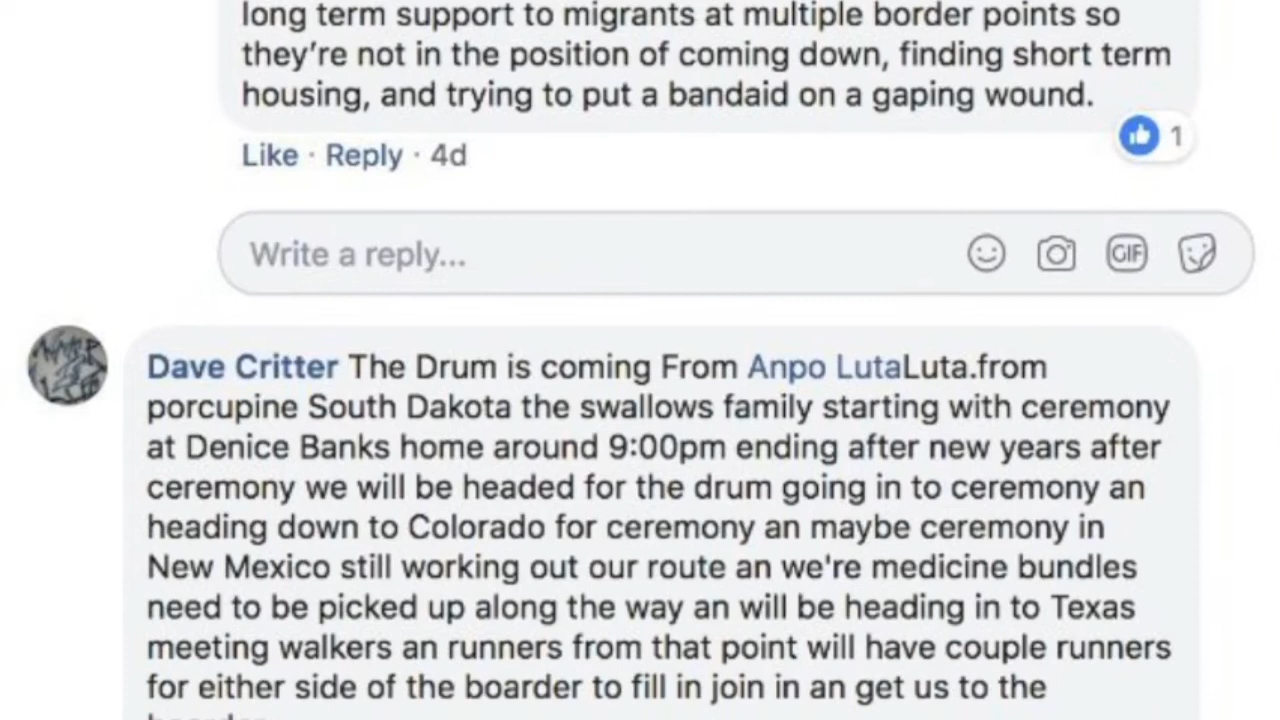 long term support to migrants at multiple border points so
they're not in the position of coming down, finding short term
housing, and trying to put a bandaid on a gaping wound.
1
Like · Reply · 4d
Write a reply...
GIF
Dave Critter The Drum is coming From Anpo LutaLuta.from
porcupine South Dakota the swallows family starting with ceremony
at Denice Banks home around 9:00pm ending after new years after
ceremony we will be headed for the drum going in to ceremony an
heading down to Colorado for ceremony an maybe ceremony in
New Mexico still working out our route an we're medicine bundles
need to be picked up along the way an will be heading in to Texas
meeting walkers an runners from that point will have couple runners
for either side of the boarder to fill in join in an get us to the